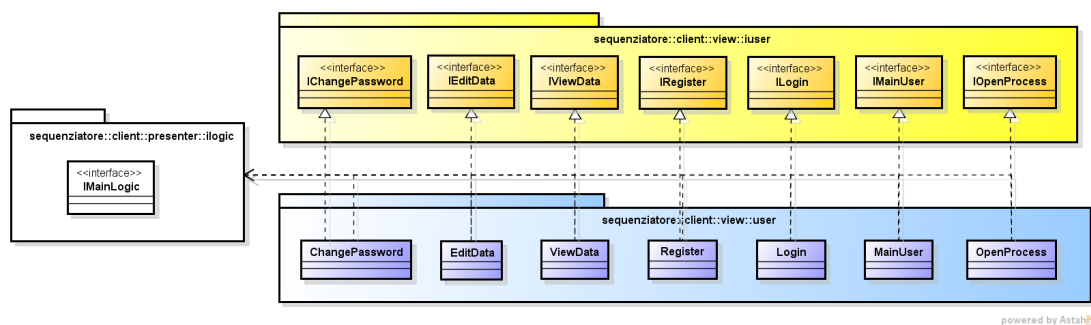 sequenziatore::client::view::iuser
<<interface>>
IChangePassword
<<interface>>
IEditData
<<interface>>
IViewData
<<interface>>
IRegister
<<interface>>
ILogin
<<interface>>
IMainUser
<<interface>>
IOpenProcess
sequenziatore::client::presenter::ilogic
<<interface>>
IMainLogic
sequenziatore::client::view::user
ChangePassword
EditData
ViewData
Register
Login
MainUser
OpenProcess
powered by Astah